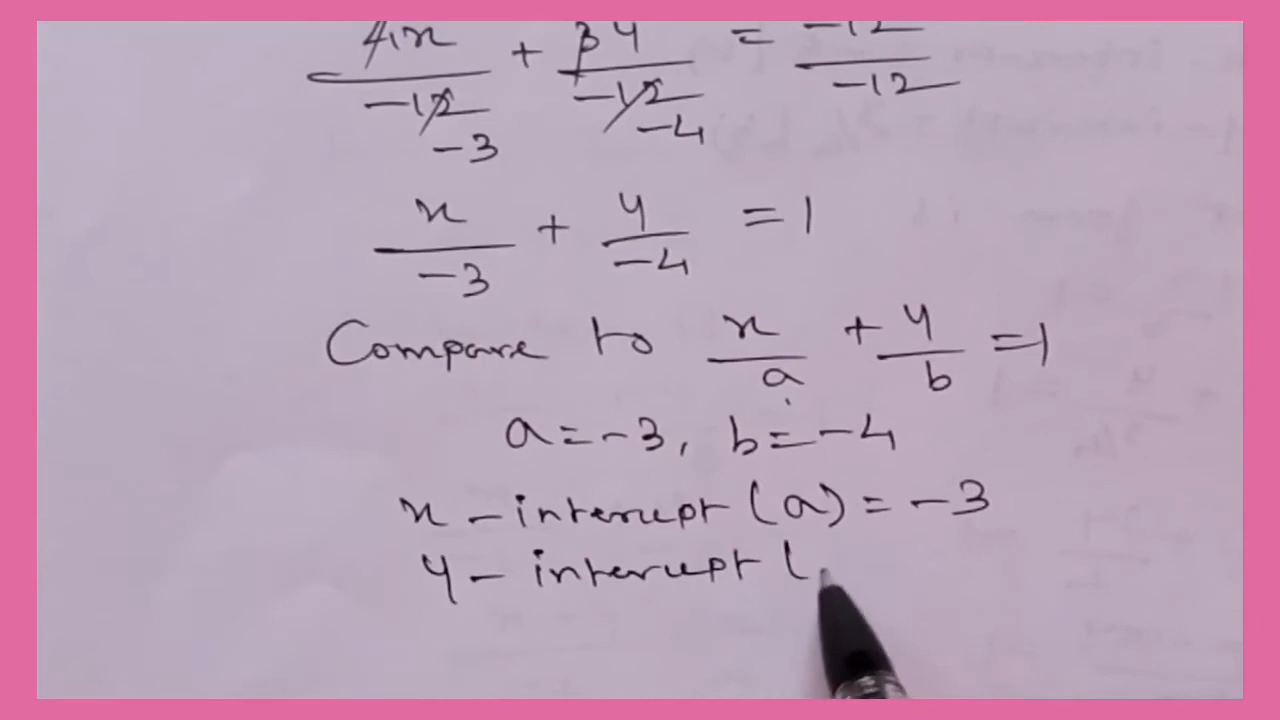 4x/-12 + 3y/-12 = -12/-12
-3 -4
x/-3 + y/-4 = 1
Compare to x/a + y/b = 1
a = -3, b = -4
x - intercept (a) = -3
y - intercept (